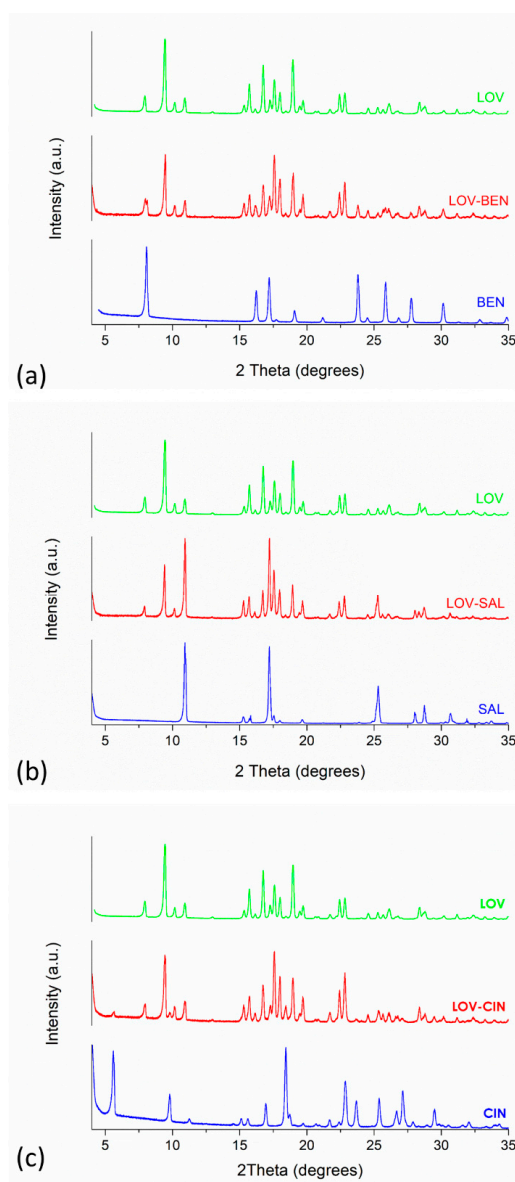 LOV
LOV-BEN
BEN
Intensity (a.u.)
5 10 15 20 25 30 35
2 Theta (degrees)
(a)
LOV
LOV-SAL
SAL
Intensity (a.u.)
5 10 15 20 25 30 35
2 Theta (degrees)
(b)
LOV
LOV-CIN
CIN
Intensity (a.u.)
5 10 15 20 25 30 35
2Theta (degrees)
(c)